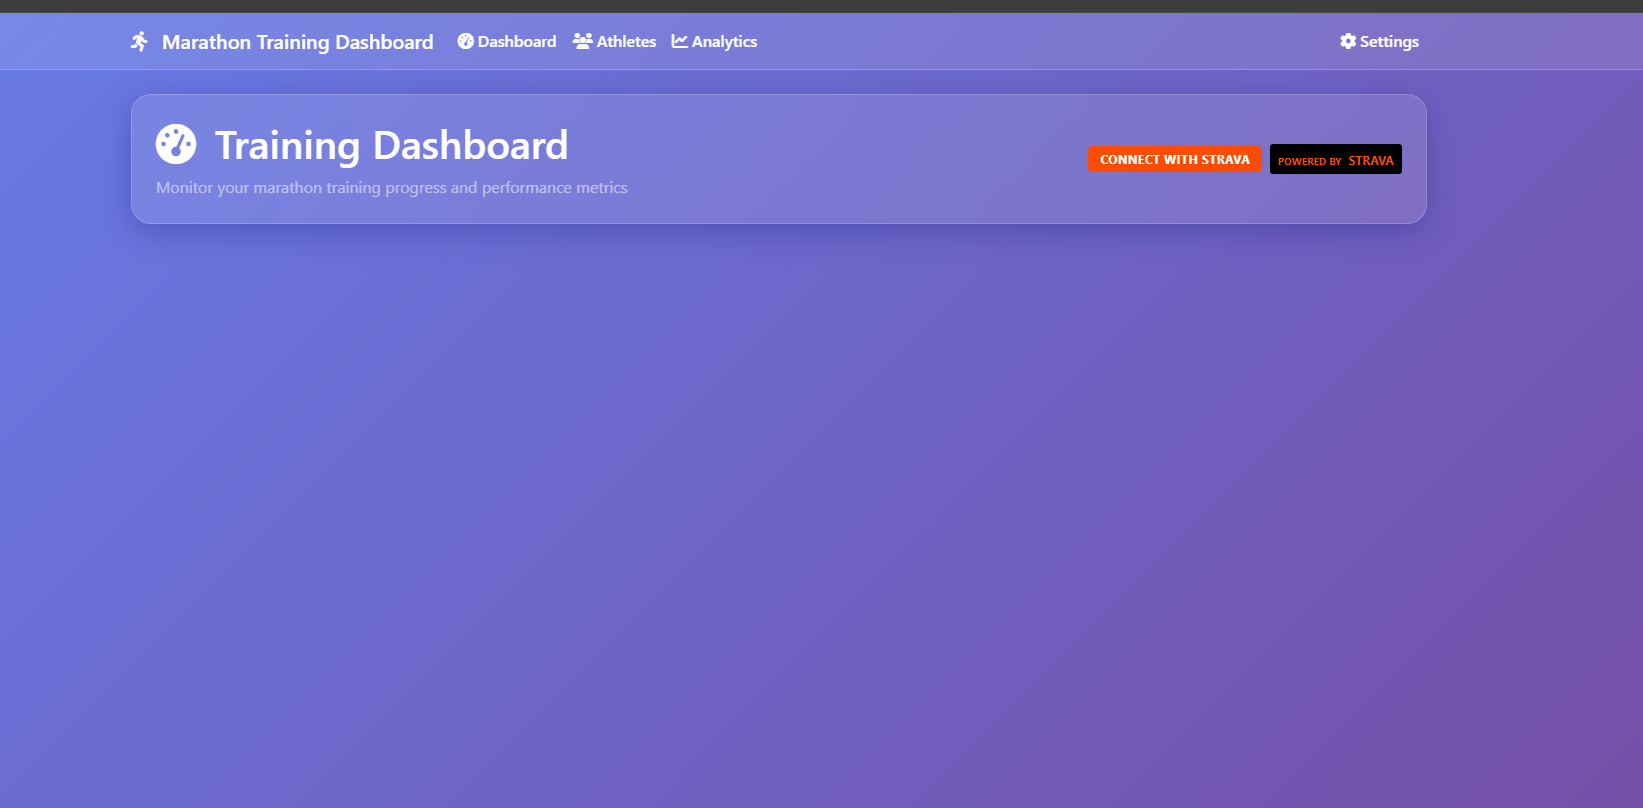 Marathon Training Dashboard Dashboard Athletes Analytics Settings
Training Dashboard
CONNECT WITH STRAVA POWERED BY STRAVA
Monitor your marathon training progress and performance metrics